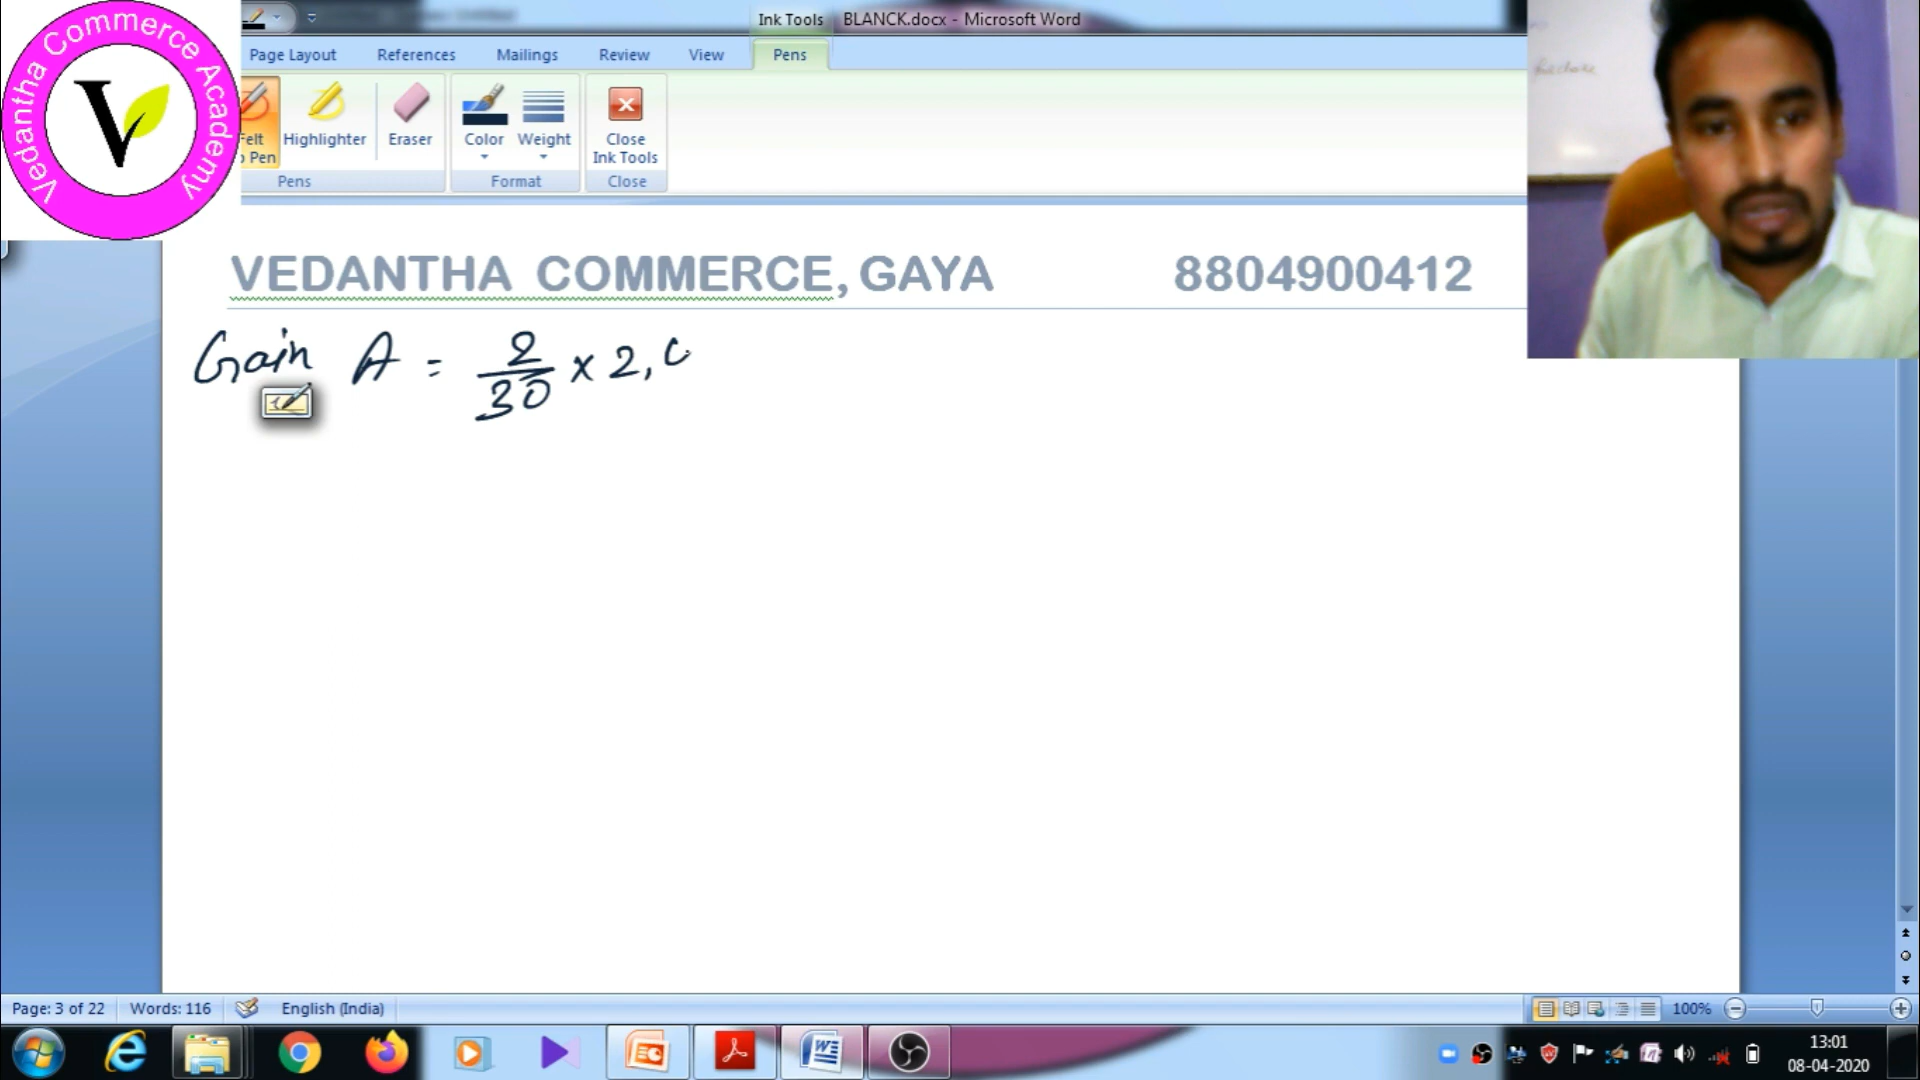 Vedantha Commerce Academy
V
Ink Tools BLANCK.docx - Microsoft Word
Page Layout References Mailings Review View Pens
Felt
Pen
Highlighter
Eraser
Color
Weight
Close
Ink Tools
Pens Format Close
VEDANTHA COMMERCE, GAYA 8804900412
Gain A = 2/30 × 2, 0
Page: 3 of 22 Words: 116 English (India) 100%
13:01
08-04-2020